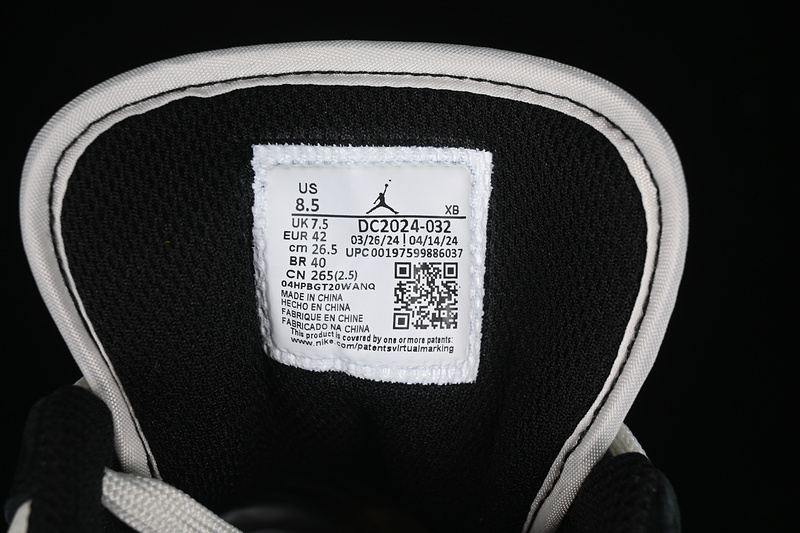 US
8.5
XB
UK 7.5
DC2024-032
EUR 42
03/26/24 | 04/14/24
cm 26.5
UPC 00197599886037
BR 40
CN 265(2.5)
04HPBGT20WANQ
MADE IN CHINA
HECHO EN CHINA
FABRIQUE EN CHINE
FABRICADO NA CHINA
This product is covered by one or more patents:
www.nike.com/patentsvirtualmarking